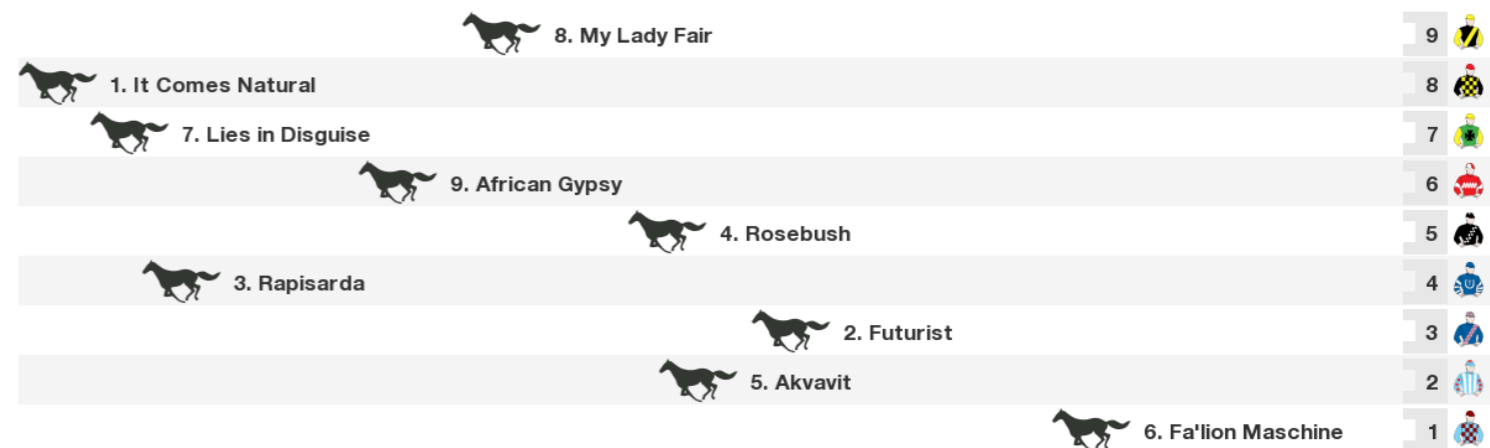 8. My Lady Fair 9
1. It Comes Natural 8
7. Lies in Disguise 7
9. African Gypsy 6
4. Rosebush 5
3. Rapisarda 4
2. Futurist 3
5. Akvavit 2
6. Fa'lion Maschine 1